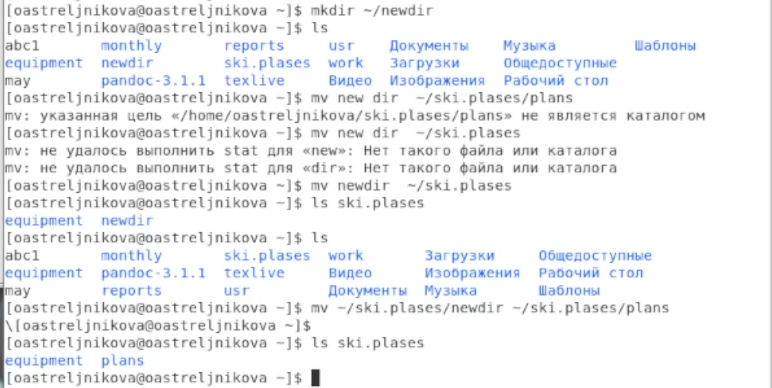 [oastreljnikova@oastreljnikova ~]$ mkdir ~/newdir
[oastreljnikova@oastreljnikova ~]$ ls
abc1 monthly reports usr Документы Музыка Шаблоны
equipment newdir ski.plases work Загрузки Общедоступные
may pandoc-3.1.1 texlive Видео Изображения Рабочий стол
[oastreljnikova@oastreljnikova ~]$ mv new dir ~/ski.plases/plans
mv: указанная цель «/home/oastreljnikova/ski.plases/plans» не является каталогом
[oastreljnikova@oastreljnikova ~]$ mv new dir ~/ski.plases
mv: не удалось выполнить stat для «new»: Нет такого файла или каталога
mv: не удалось выполнить stat для «dir»: Нет такого файла или каталога
[oastreljnikova@oastreljnikova ~]$ mv newdir ~/ski.plases
[oastreljnikova@oastreljnikova ~]$ ls ski.plases
equipment newdir
[oastreljnikova@oastreljnikova ~]$ ls
abc1 monthly ski.plases work Загрузки Общедоступные
equipment pandoc-3.1.1 texlive Видео Изображения Рабочий стол
may reports usr Документы Музыка Шаблоны
[oastreljnikova@oastreljnikova ~]$ mv ~/ski.plases/newdir ~/ski.plases/plans
\[oastreljnikova@oastreljnikova ~]$
[oastreljnikova@oastreljnikova ~]$ ls ski.plases
equipment plans
[oastreljnikova@oastreljnikova ~]$